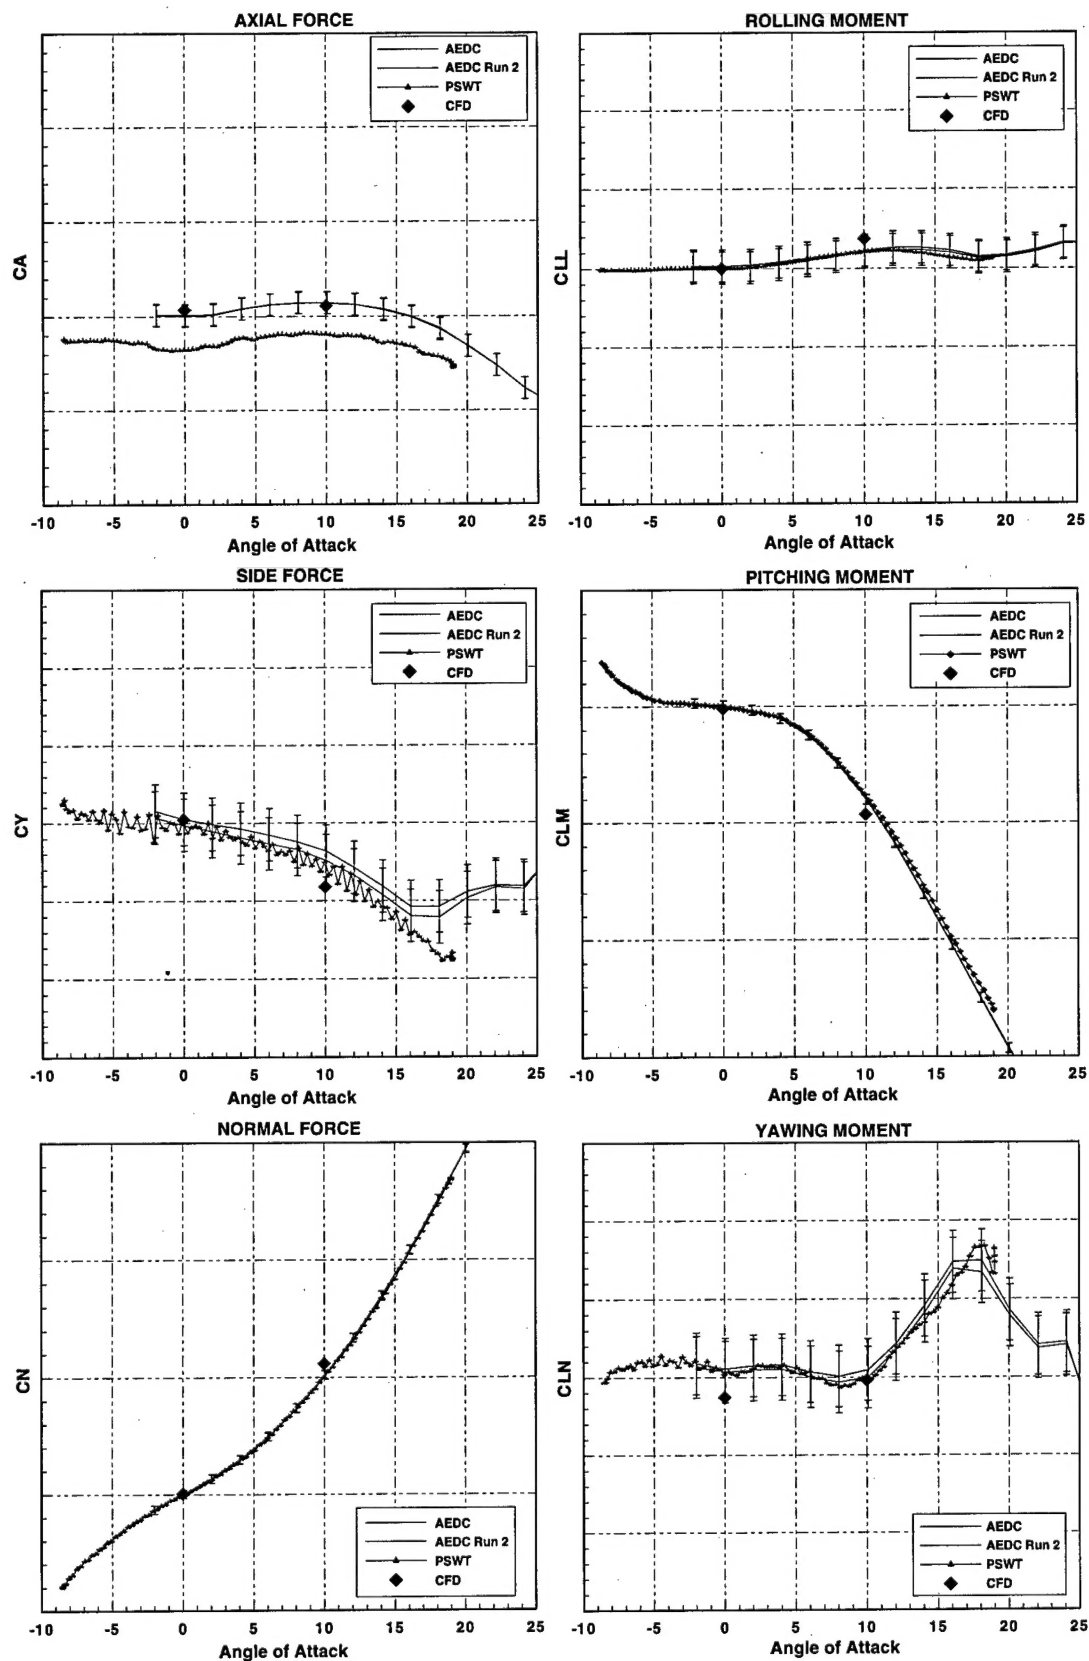 AXIAL FORCE
AEDC
AEDC Run 2
PSWT
CFD
CA
-10 -5 0 5 10 15 20 25
Angle of Attack
ROLLING MOMENT
AEDC
AEDC Run 2
PSWT
CFD
CLL
-10 -5 0 5 10 15 20 25
Angle of Attack
SIDE FORCE
AEDC
AEDC Run 2
PSWT
CFD
CY
-10 -5 0 5 10 15 20 25
Angle of Attack
PITCHING MOMENT
AEDC
AEDC Run 2
PSWT
CFD
CLM
-10 -5 0 5 10 15 20 25
Angle of Attack
NORMAL FORCE
CN
AEDC
AEDC Run 2
PSWT
CFD
-10 -5 0 5 10 15 20 25
Angle of Attack
YAWING MOMENT
CLN
AEDC
AEDC Run 2
PSWT
CFD
-10 -5 0 5 10 15 20 25
Angle of Attack